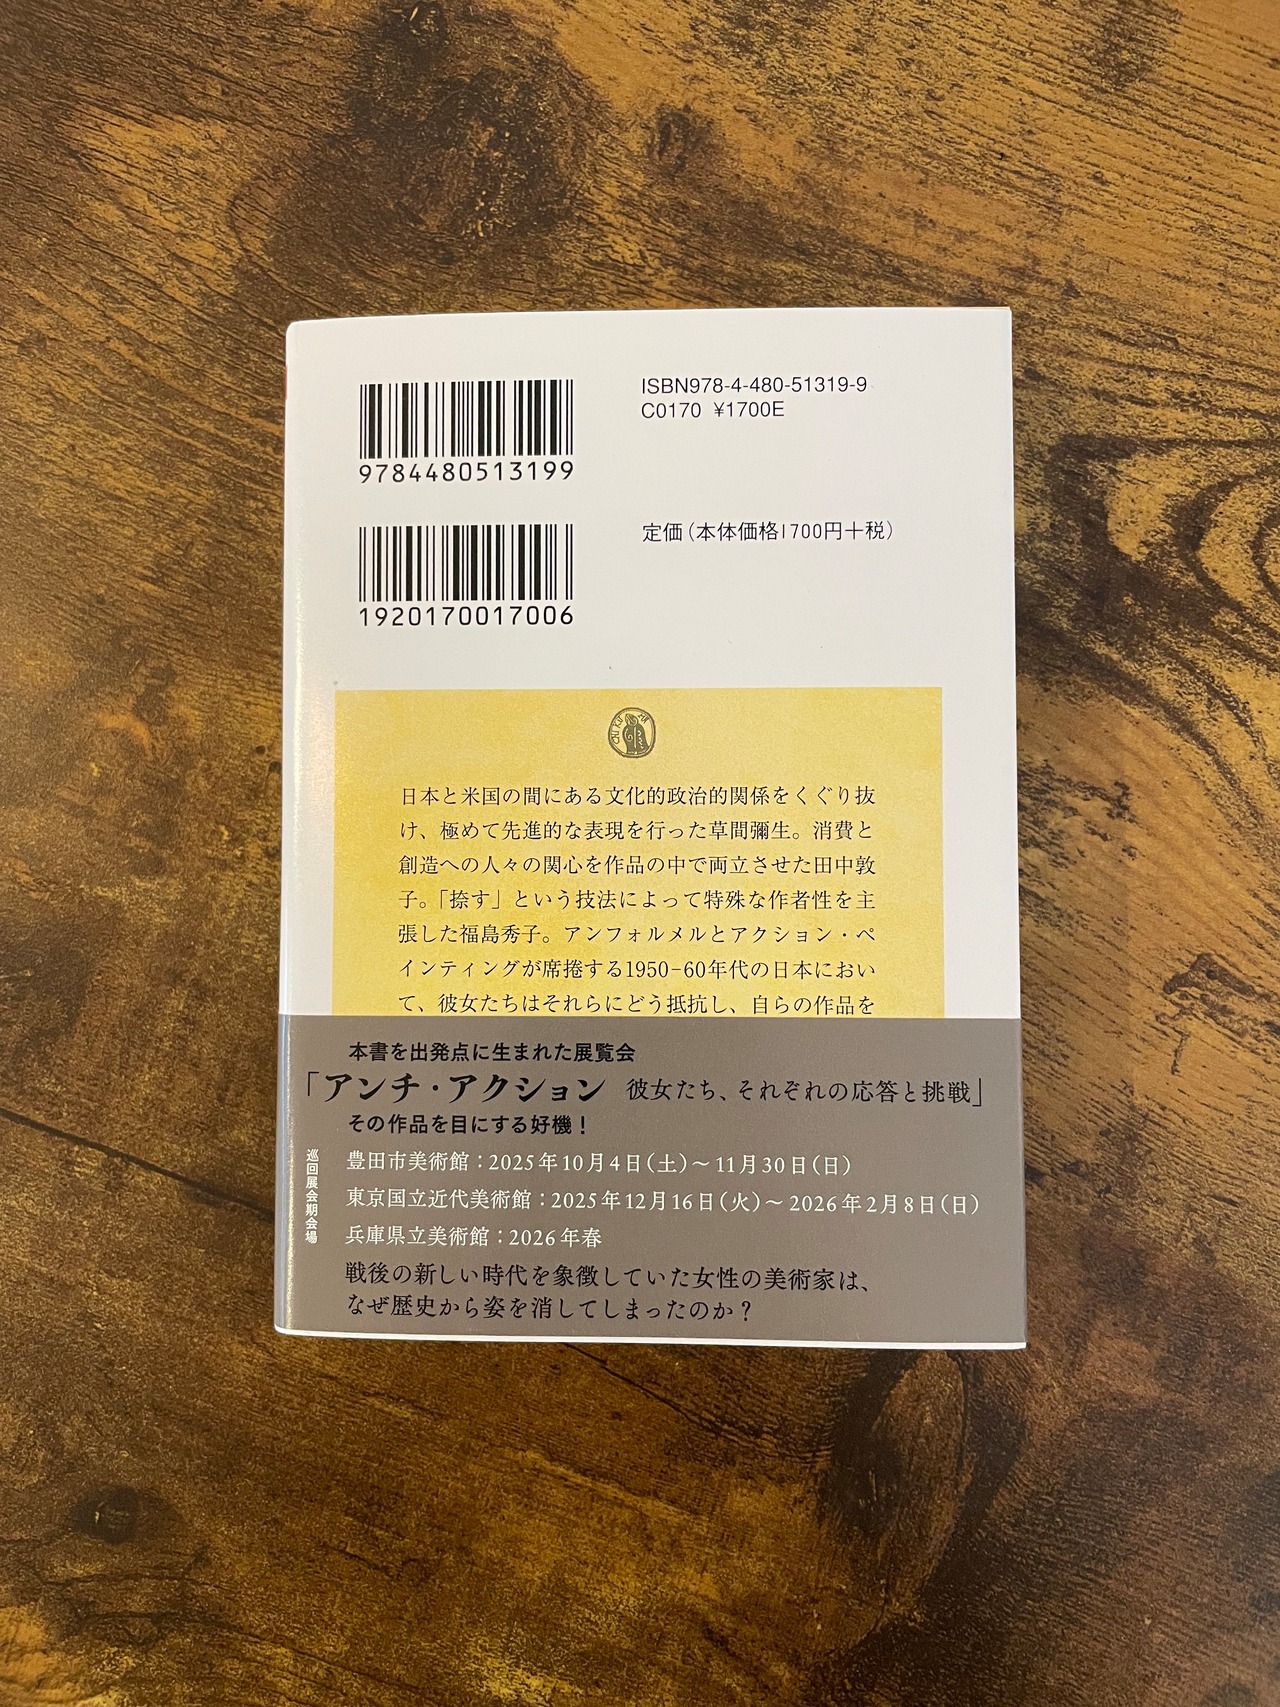 9784480513199
ISBN978-4-480-51319-9
C0170 ¥1700E
1920170017006
定価(本体価格1700円+税)
日本と米国の間にある文化的政治的関係をくぐり抜
け、極めて先進的な表現を行った草間彌生。消費と
創造への人々の関心を作品の中で両立させた田中敦
子。「捺す」という技法によって特殊な作者性を主
張した福島秀子。アンフォルメルとアクション・ペ
インティングが席捲する1950-60年代の日本におい
て、彼女たちはそれらにどう抵抗し、自らの作品を
本書を出発点に生まれた展覧会
「アンチ・アクション 彼女たち、それぞれの応答と挑戦」
その作品を目にする好機!
巡回展会期会場
豊田市美術館:2025年10月4日(土)~11月30日(日)
東京国立近代美術館:2025年12月16日(火)~2026年2月8日(日)
兵庫県立美術館:2026年春
戦後の新しい時代を象徴していた女性の美術家は、
なぜ歴史から姿を消してしまったのか?